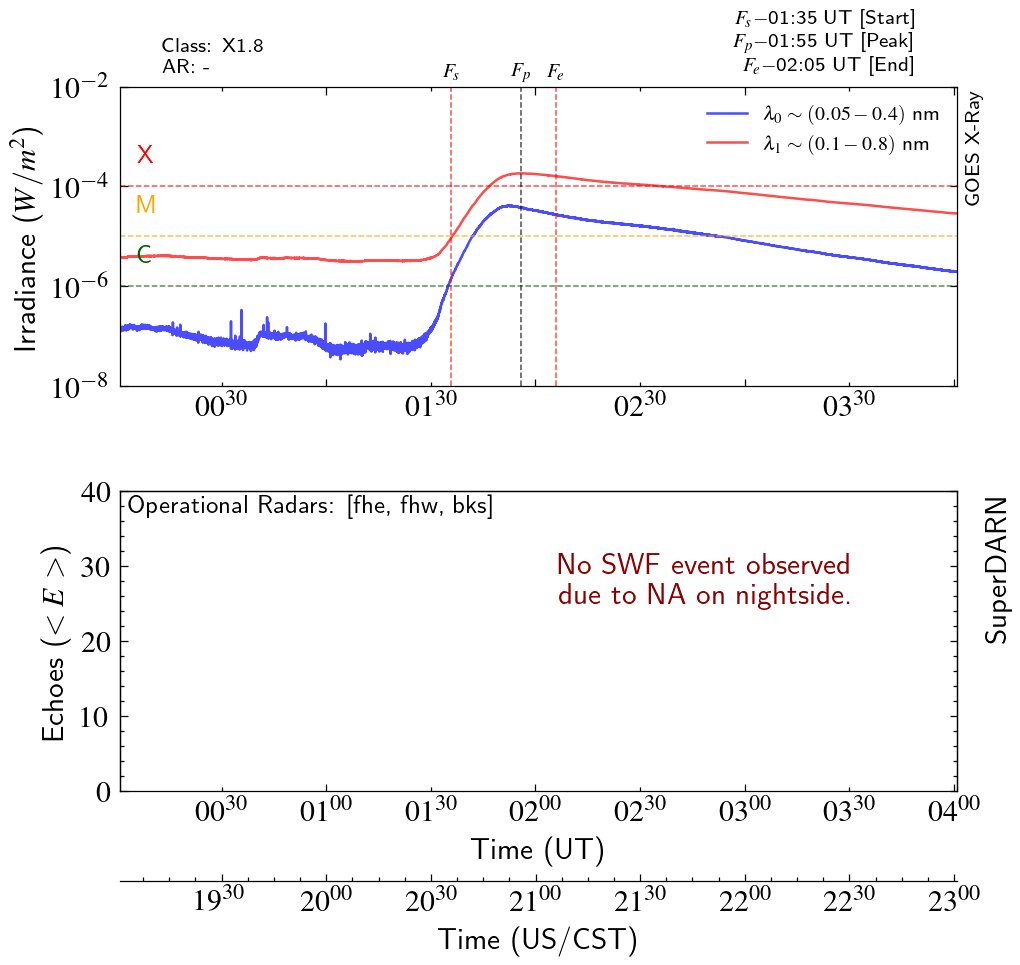 F_s−01:35 UT [Start]
Class: X1.8
F_p−01:55 UT [Peak]
AR: -
F_e−02:05 UT [End]
F_s F_p F_e
10^−2
λ_0 ∼ (0.05 − 0.4) nm
λ_1 ∼ (0.1 − 0.8) nm
GOES X-Ray
X
10^−4
M
Irradiance (W/m^2)
C
10^−6
10^−8
00^30 01^30 02^30 03^30
40
Operational Radars: [fhe, fhw, bks]
30
No SWF event observed
due to NA on nightside.
SuperDARN
Echoes (< E >)
20
10
0
00^30 01^00 01^30 02^00 02^30 03^00 03^30 04^00
Time (UT)
19^30 20^00 20^30 21^00 21^30 22^00 22^30 23^00
Time (US/CST)